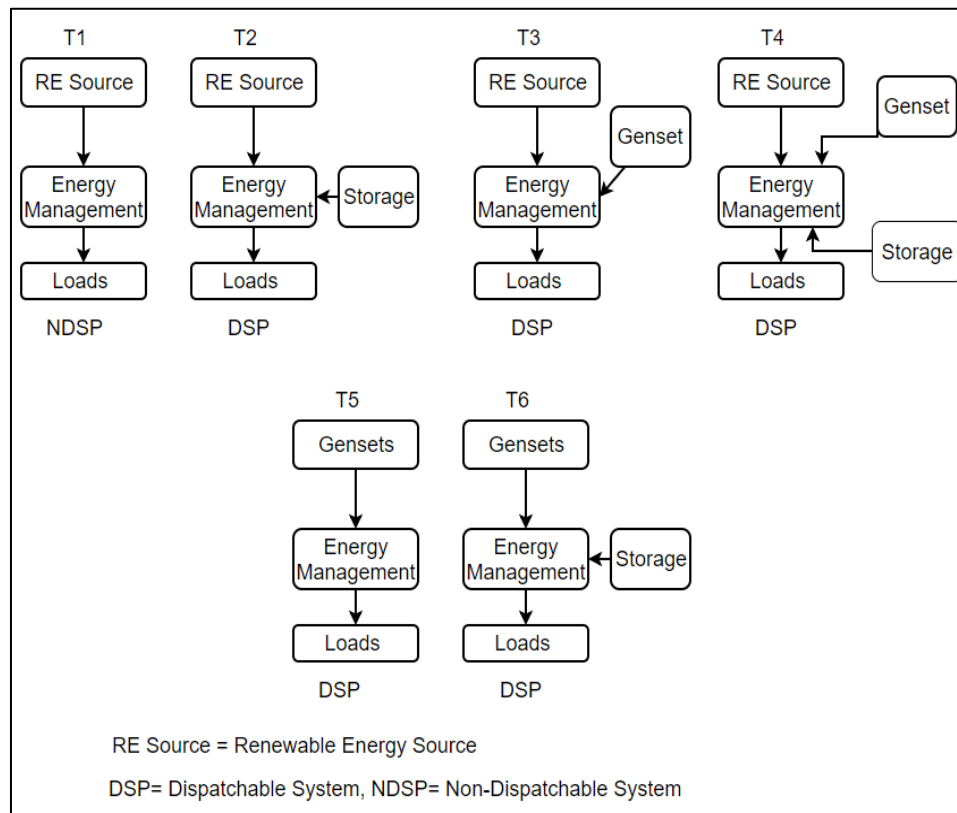 T1
T2
T3
T4
RE Source
RE Source
RE Source
RE Source
Genset
Genset
Energy
Management
Energy
Management
Storage
Energy
Management
Energy
Management
Storage
Loads
Loads
Loads
Loads
NDSP
DSP
DSP
DSP
T5
T6
Gensets
Gensets
Energy
Management
Energy
Management
Storage
Loads
Loads
DSP
DSP
RE Source = Renewable Energy Source
DSP= Dispatchable System, NDSP= Non-Dispatchable System